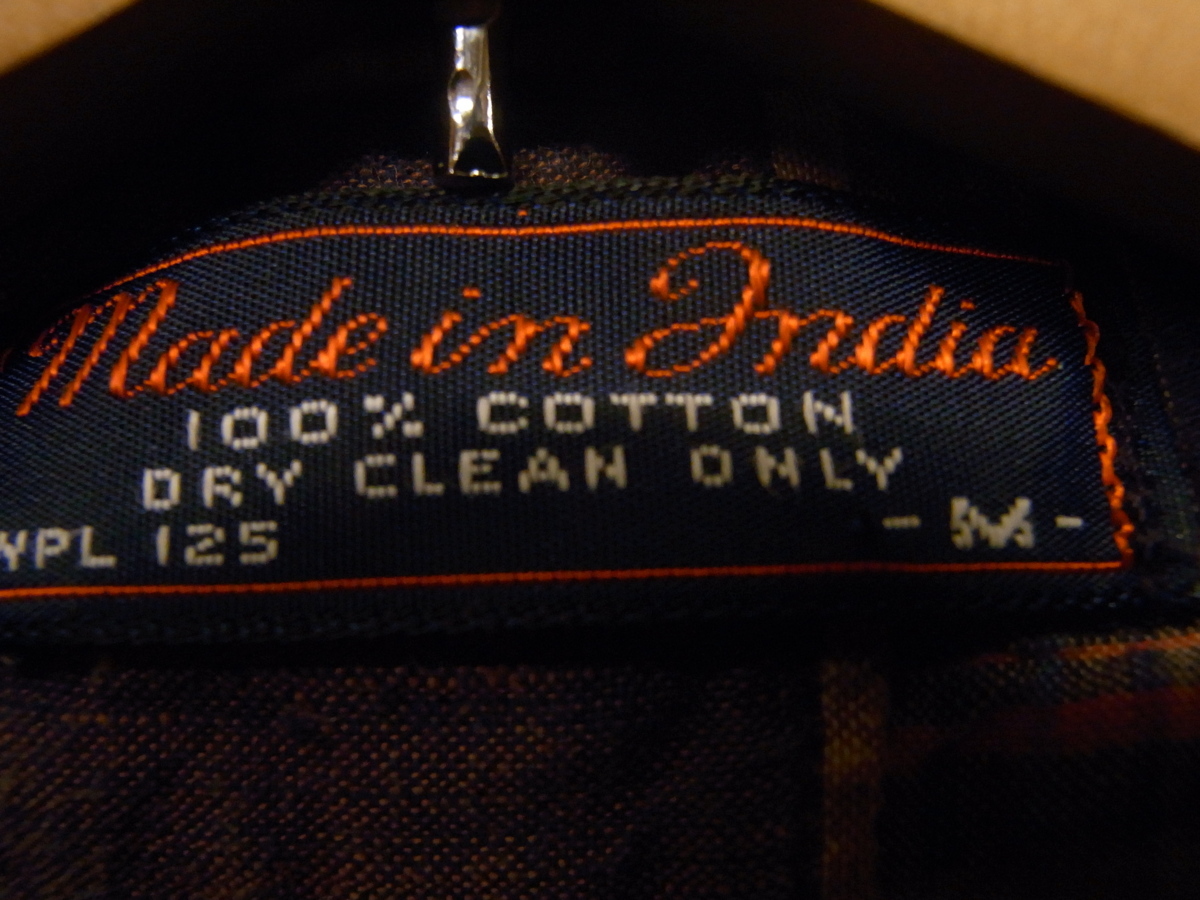 Made in India
100% COTTON
DRY CLEAN ONLY
YPL 125 - M -